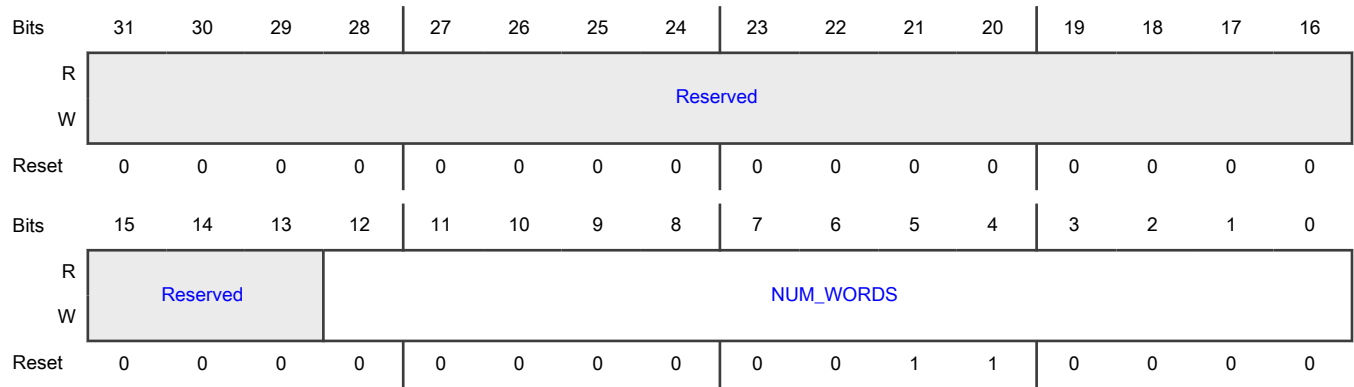 Bits 31 30 29 28 27 26 25 24 23 22 21 20 19 18 17 16
R
Reserved
W
Reset 0 0 0 0 0 0 0 0 0 0 0 0 0 0 0 0
Bits 15 14 13 12 11 10 9 8 7 6 5 4 3 2 1 0
R
Reserved NUM_WORDS
W
Reset 0 0 0 0 0 0 0 0 0 0 1 1 0 0 0 0